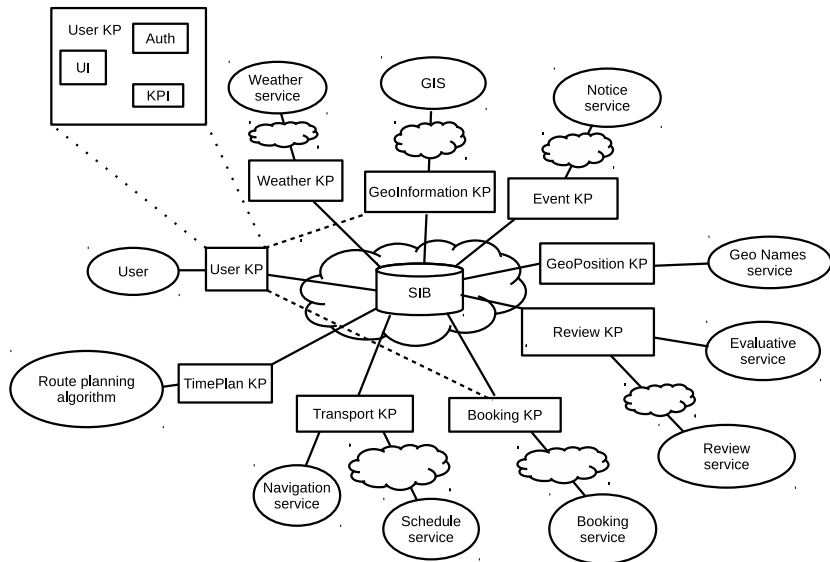 User KP
Auth
UI
KPI
Weather
service
GIS
Notice
service
Weather KP
GeoInformation KP
Event KP
User
User KP
SIB
GeoPosition KP
Geo Names
service
Review KP
Evaluative
service
Route planning
algorithm
TimePlan KP
Transport KP
Booking KP
Review
service
Navigation
service
Schedule
service
Booking
service